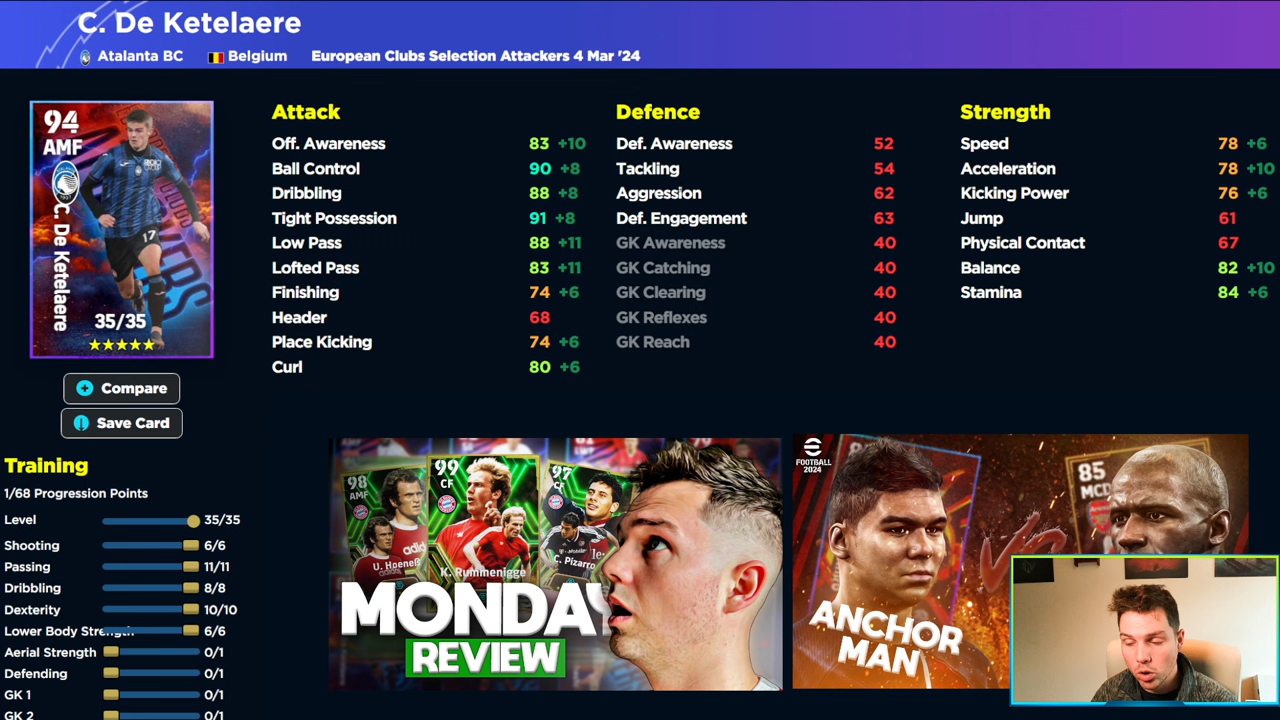 C. De Ketelaere
Atalanta BC Belgium European Clubs Selection Attackers 4 Mar '24
94
AMF
C. De Ketelaere
17
35/35
★★★★★
Compare
Save Card
Attack
Off. Awareness 83 +10
Ball Control 90 +8
Dribbling 88 +8
Tight Possession 91 +8
Low Pass 88 +11
Lofted Pass 83 +11
Finishing 74 +6
Header 68
Place Kicking 74 +6
Curl 80 +6
Defence
Def. Awareness 52
Tackling 54
Aggression 62
Def. Engagement 63
GK Awareness 40
GK Catching 40
GK Clearing 40
GK Reflexes 40
GK Reach 40
Strength
Speed 78 +6
Acceleration 78 +10
Kicking Power 76 +6
Jump 61
Physical Contact 67
Balance 82 +10
Stamina 84 +6
Training
1/68 Progression Points
Level 35/35
Shooting 6/6
Passing 11/11
Dribbling 8/8
Dexterity 10/10
Lower Body Strength 6/6
Aerial Strength 0/1
Defending 0/1
GK 1 0/1
GK 2 0/1
98
AMF
U. Hoeneß
99
CF
K. Rummenigge
97
CF
C. Pizarro
MONDAY
REVIEW
FOOTBALL
2024
85
ANCHOR
MAN